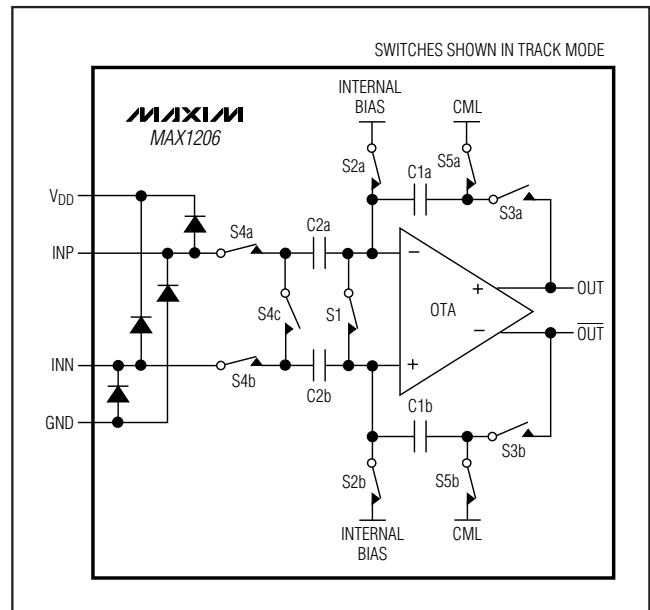 SWITCHES SHOWN IN TRACK MODE
INTERNAL
BIAS
CML
MAXIM
MAX1206
S2a
C1a
S5a
S3a
VDD
S4a
C2a
INP
−
+
OUT
S4c
S1
OTA
−
OUT
INN
+
S4b
C2b
C1b
GND
S3b
S2b
S5b
INTERNAL
BIAS
CML